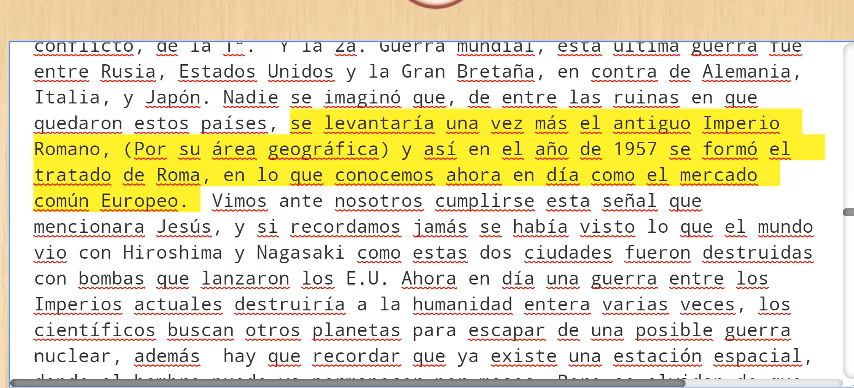 conflicto, de la 1ª.  Y la 2a. Guerra mundial, esta última guerra fue
entre Rusia, Estados Unidos y la Gran Bretaña, en contra de Alemania,
Italia, y Japón. Nadie se imaginó que, de entre las ruinas en que
quedaron estos países, se levantaría una vez más el antiguo Imperio
Romano, (Por su área geográfica) y así en el año de 1957 se formó el
tratado de Roma, en lo que conocemos ahora en día como el mercado
común Europeo.  Vimos ante nosotros cumplirse esta señal que
mencionara Jesús, y si recordamos jamás se había visto lo que el mundo
vio con Hiroshima y Nagasaki como estas dos ciudades fueron destruidas
con bombas que lanzaron los E.U. Ahora en día una guerra entre los
Imperios actuales destruiría a la humanidad entera varias veces, los
científicos buscan otros planetas para escapar de una posible guerra
nuclear, además  hay que recordar que ya existe una estación espacial,